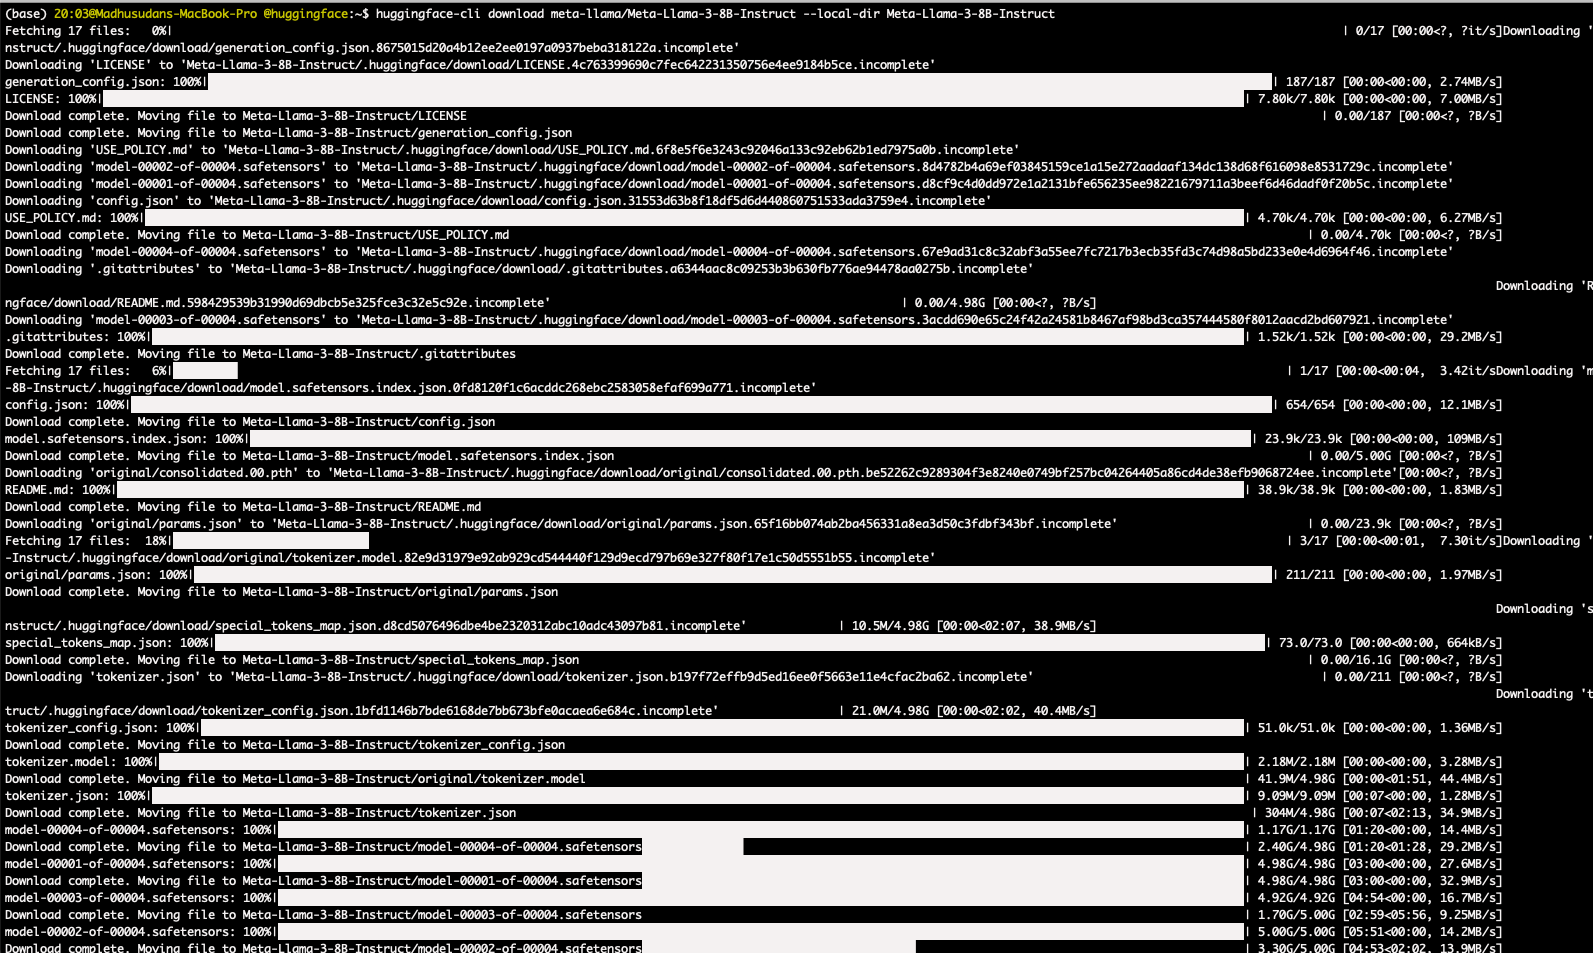 (base) 20:03@Madhusudans-MacBook-Pro @huggingface:~$ huggingface-cli download meta-llama/Meta-Llama-3-8B-Instruct --local-dir Meta-Llama-3-8B-Instruct
Fetching 17 files:   0%| | 0/17 [00:00<?, ?it/s]Downloading '
nstruct/.huggingface/download/generation_config.json.8675015d20a4b12ee2ee0197a0937beba318122a.incomplete'
Downloading 'LICENSE' to 'Meta-Llama-3-8B-Instruct/.huggingface/download/LICENSE.4c763399690c7fec642231350756e4ee9184b5ce.incomplete'
generation_config.json: 100%| | 187/187 [00:00<00:00, 2.74MB/s]
LICENSE: 100%| | 7.80k/7.80k [00:00<00:00, 7.00MB/s]
Download complete. Moving file to Meta-Llama-3-8B-Instruct/LICENSE | 0.00/187 [00:00<?, ?B/s]
Download complete. Moving file to Meta-Llama-3-8B-Instruct/generation_config.json
Downloading 'USE_POLICY.md' to 'Meta-Llama-3-8B-Instruct/.huggingface/download/USE_POLICY.md.6f8e5f6e3243c92046a133c92eb62b1ed7975a0b.incomplete'
Downloading 'model-00002-of-00004.safetensors' to 'Meta-Llama-3-8B-Instruct/.huggingface/download/model-00002-of-00004.safetensors.8d4782b4a69ef03845159ce1a15e272aadaaf134dc138d68f616098e8531729c.incomplete'
Downloading 'model-00001-of-00004.safetensors' to 'Meta-Llama-3-8B-Instruct/.huggingface/download/model-00001-of-00004.safetensors.d8cf9c4d0dd972e1a2131bfe656235ee98221679711a3beef6d46dadf0f20b5c.incomplete'
Downloading 'config.json' to 'Meta-Llama-3-8B-Instruct/.huggingface/download/config.json.31553d63b8f18df5d6d440860751533ada3759e4.incomplete'
USE_POLICY.md: 100%| | 4.70k/4.70k [00:00<00:00, 6.27MB/s]
Download complete. Moving file to Meta-Llama-3-8B-Instruct/USE_POLICY.md | 0.00/4.70k [00:00<?, ?B/s]
Downloading 'model-00004-of-00004.safetensors' to 'Meta-Llama-3-8B-Instruct/.huggingface/download/model-00004-of-00004.safetensors.67e9ad31c8c32abf3a55ee7fc7217b3ecb35fd3c74d98a5bd233e0e4d6964f46.incomplete'
Downloading '.gitattributes' to 'Meta-Llama-3-8B-Instruct/.huggingface/download/.gitattributes.a6344aac8c09253b3b630fb776ae94478aa0275b.incomplete'
Downloading 'R
ngface/download/README.md.598429539b31990d69dbcb5e325fce3c32e5c92e.incomplete' | 0.00/4.98G [00:00<?, ?B/s]
Downloading 'model-00003-of-00004.safetensors' to 'Meta-Llama-3-8B-Instruct/.huggingface/download/model-00003-of-00004.safetensors.3acdd690e65c24f42a24581b8467af98bd3ca357444580f8012aacd2bd607921.incomplete'
.gitattributes: 100%| | 1.52k/1.52k [00:00<00:00, 29.2MB/s]
Download complete. Moving file to Meta-Llama-3-8B-Instruct/.gitattributes
Fetching 17 files:   6%| | 1/17 [00:00<00:04,  3.42it/sDownloading 'm
-8B-Instruct/.huggingface/download/model.safetensors.index.json.0fd8120f1c6acddc268ebc2583058efaf699a771.incomplete'
config.json: 100%| | 654/654 [00:00<00:00, 12.1MB/s]
Download complete. Moving file to Meta-Llama-3-8B-Instruct/config.json
model.safetensors.index.json: 100%| | 23.9k/23.9k [00:00<00:00, 109MB/s]
Download complete. Moving file to Meta-Llama-3-8B-Instruct/model.safetensors.index.json | 0.00/5.00G [00:00<?, ?B/s]
Downloading 'original/consolidated.00.pth' to 'Meta-Llama-3-8B-Instruct/.huggingface/download/original/consolidated.00.pth.be52262c9289304f3e8240e0749bf257bc04264405a86cd4de38efb9068724ee.incomplete'[00:00<?, ?B/s]
README.md: 100%| | 38.9k/38.9k [00:00<00:00, 1.83MB/s]
Download complete. Moving file to Meta-Llama-3-8B-Instruct/README.md
Downloading 'original/params.json' to 'Meta-Llama-3-8B-Instruct/.huggingface/download/original/params.json.65f16bb074ab2ba456331a8ea3d50c3fdbf343bf.incomplete' | 0.00/23.9k [00:00<?, ?B/s]
Fetching 17 files:  18%| | 3/17 [00:00<00:01,  7.30it/s]Downloading '
-Instruct/.huggingface/download/original/tokenizer.model.82e9d31979e92ab929cd544440f129d9ecd797b69e327f80f17e1c50d5551b55.incomplete'
original/params.json: 100%| | 211/211 [00:00<00:00, 1.97MB/s]
Download complete. Moving file to Meta-Llama-3-8B-Instruct/original/params.json
Downloading 's
nstruct/.huggingface/download/special_tokens_map.json.d8cd5076496dbe4be2320312abc10adc43097b81.incomplete' | 10.5M/4.98G [00:00<02:07, 38.9MB/s]
special_tokens_map.json: 100%| | 73.0/73.0 [00:00<00:00, 664kB/s]
Download complete. Moving file to Meta-Llama-3-8B-Instruct/special_tokens_map.json | 0.00/16.1G [00:00<?, ?B/s]
Downloading 'tokenizer.json' to 'Meta-Llama-3-8B-Instruct/.huggingface/download/tokenizer.json.b197f72effb9d5ed16ee0f5663e11e4cfac2ba62.incomplete' | 0.00/211 [00:00<?, ?B/s]
Downloading 't
truct/.huggingface/download/tokenizer_config.json.1bfd1146b7bde6168de7bb673bfe0acaea6e684c.incomplete' | 21.0M/4.98G [00:00<02:02, 40.4MB/s]
tokenizer_config.json: 100%| | 51.0k/51.0k [00:00<00:00, 1.36MB/s]
Download complete. Moving file to Meta-Llama-3-8B-Instruct/tokenizer_config.json
tokenizer.model: 100%| | 2.18M/2.18M [00:00<00:00, 3.28MB/s]
Download complete. Moving file to Meta-Llama-3-8B-Instruct/original/tokenizer.model | 41.9M/4.98G [00:00<01:51, 44.4MB/s]
tokenizer.json: 100%| | 9.09M/9.09M [00:07<00:00, 1.28MB/s]
Download complete. Moving file to Meta-Llama-3-8B-Instruct/tokenizer.json | 304M/4.98G [00:07<02:13, 34.9MB/s]
model-00004-of-00004.safetensors: 100%| | 1.17G/1.17G [01:20<00:00, 14.4MB/s]
Download complete. Moving file to Meta-Llama-3-8B-Instruct/model-00004-of-00004.safetensors | 2.40G/4.98G [01:20<01:28, 29.2MB/s]
model-00001-of-00004.safetensors: 100%| | 4.98G/4.98G [03:00<00:00, 27.6MB/s]
Download complete. Moving file to Meta-Llama-3-8B-Instruct/model-00001-of-00004.safetensors | 4.98G/4.98G [03:00<00:00, 32.9MB/s]
model-00003-of-00004.safetensors: 100%| | 4.92G/4.92G [04:54<00:00, 16.7MB/s]
Download complete. Moving file to Meta-Llama-3-8B-Instruct/model-00003-of-00004.safetensors | 1.70G/5.00G [02:59<05:56, 9.25MB/s]
model-00002-of-00004.safetensors: 100%| | 5.00G/5.00G [05:51<00:00, 14.2MB/s]
Download complete. Moving file to Meta-Llama-3-8B-Instruct/model-00002-of-00004.safetensors | 3.30G/5.00G [04:53<02:02, 13.9MB/s]